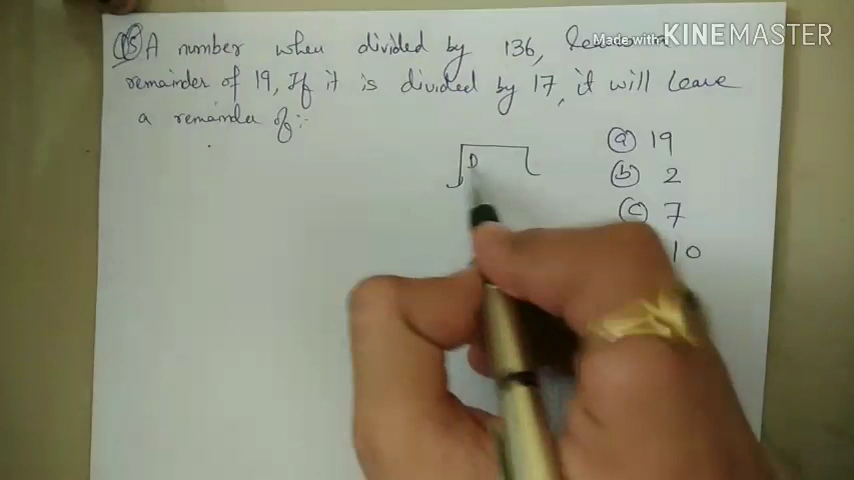 Made with KINEMASTER
Q5 A number when divided by 136,
remainder of 19, If it is divided by 17, it will leave
a remainder of :-
D
(a) 19
(b) 2
(c) 7
10